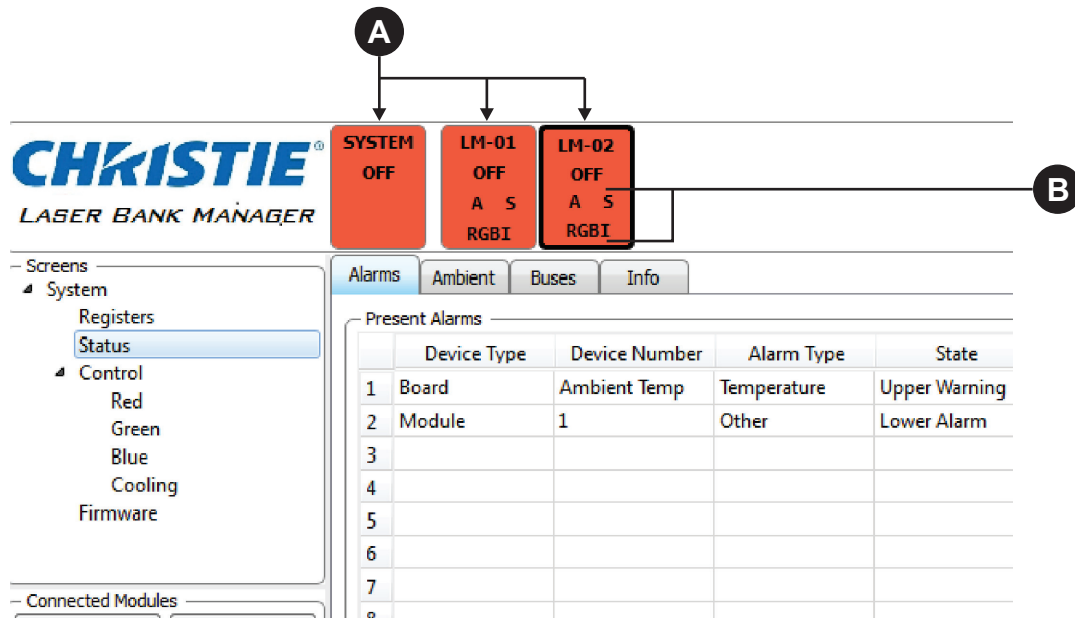 A
CHRISTIE®
LASER BANK MANAGER
SYSTEM
OFF
LM-01
OFF
A S
RGBI
LM-02
OFF
A S
RGBI
B
Screens
System
Registers
Status
Control
Red
Green
Blue
Cooling
Firmware
Connected Modules
Alarms Ambient Buses Info
Present Alarms
Device Type Device Number Alarm Type State
1 Board Ambient Temp Temperature Upper Warning
2 Module 1 Other Lower Alarm
3
4
5
6
7
8